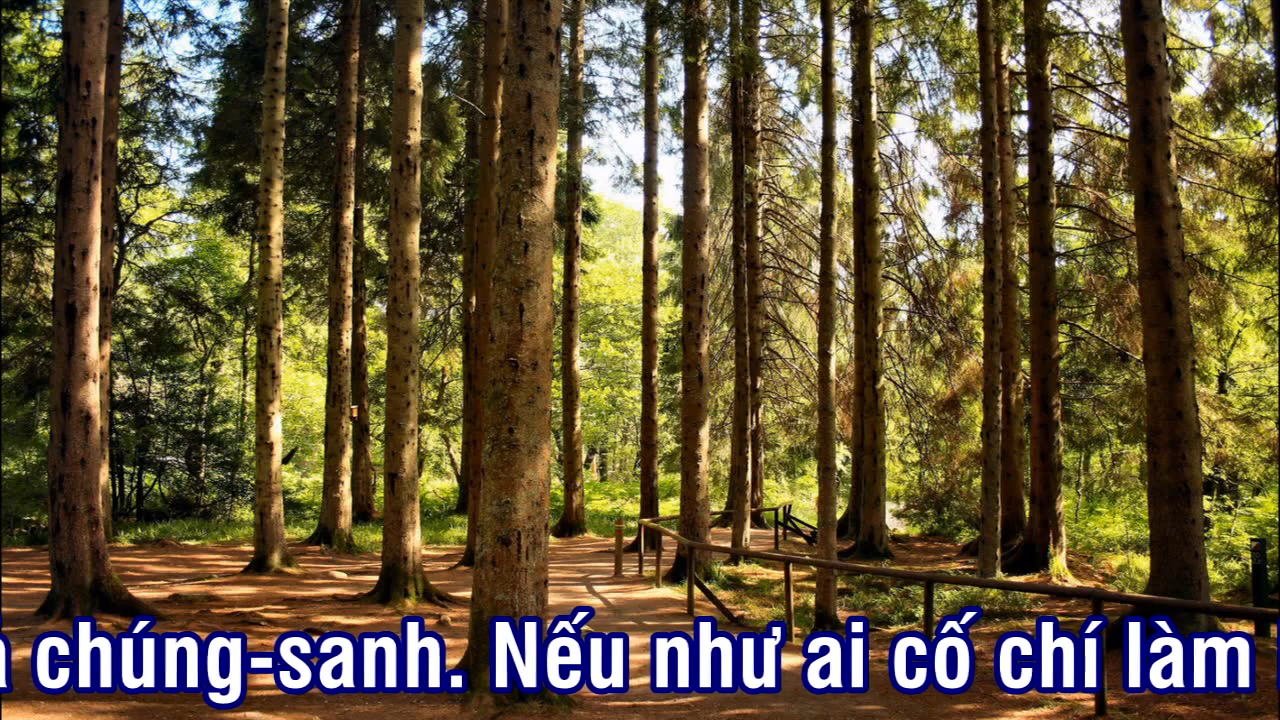 chúng-sanh. Nếu như ai cố chí làm